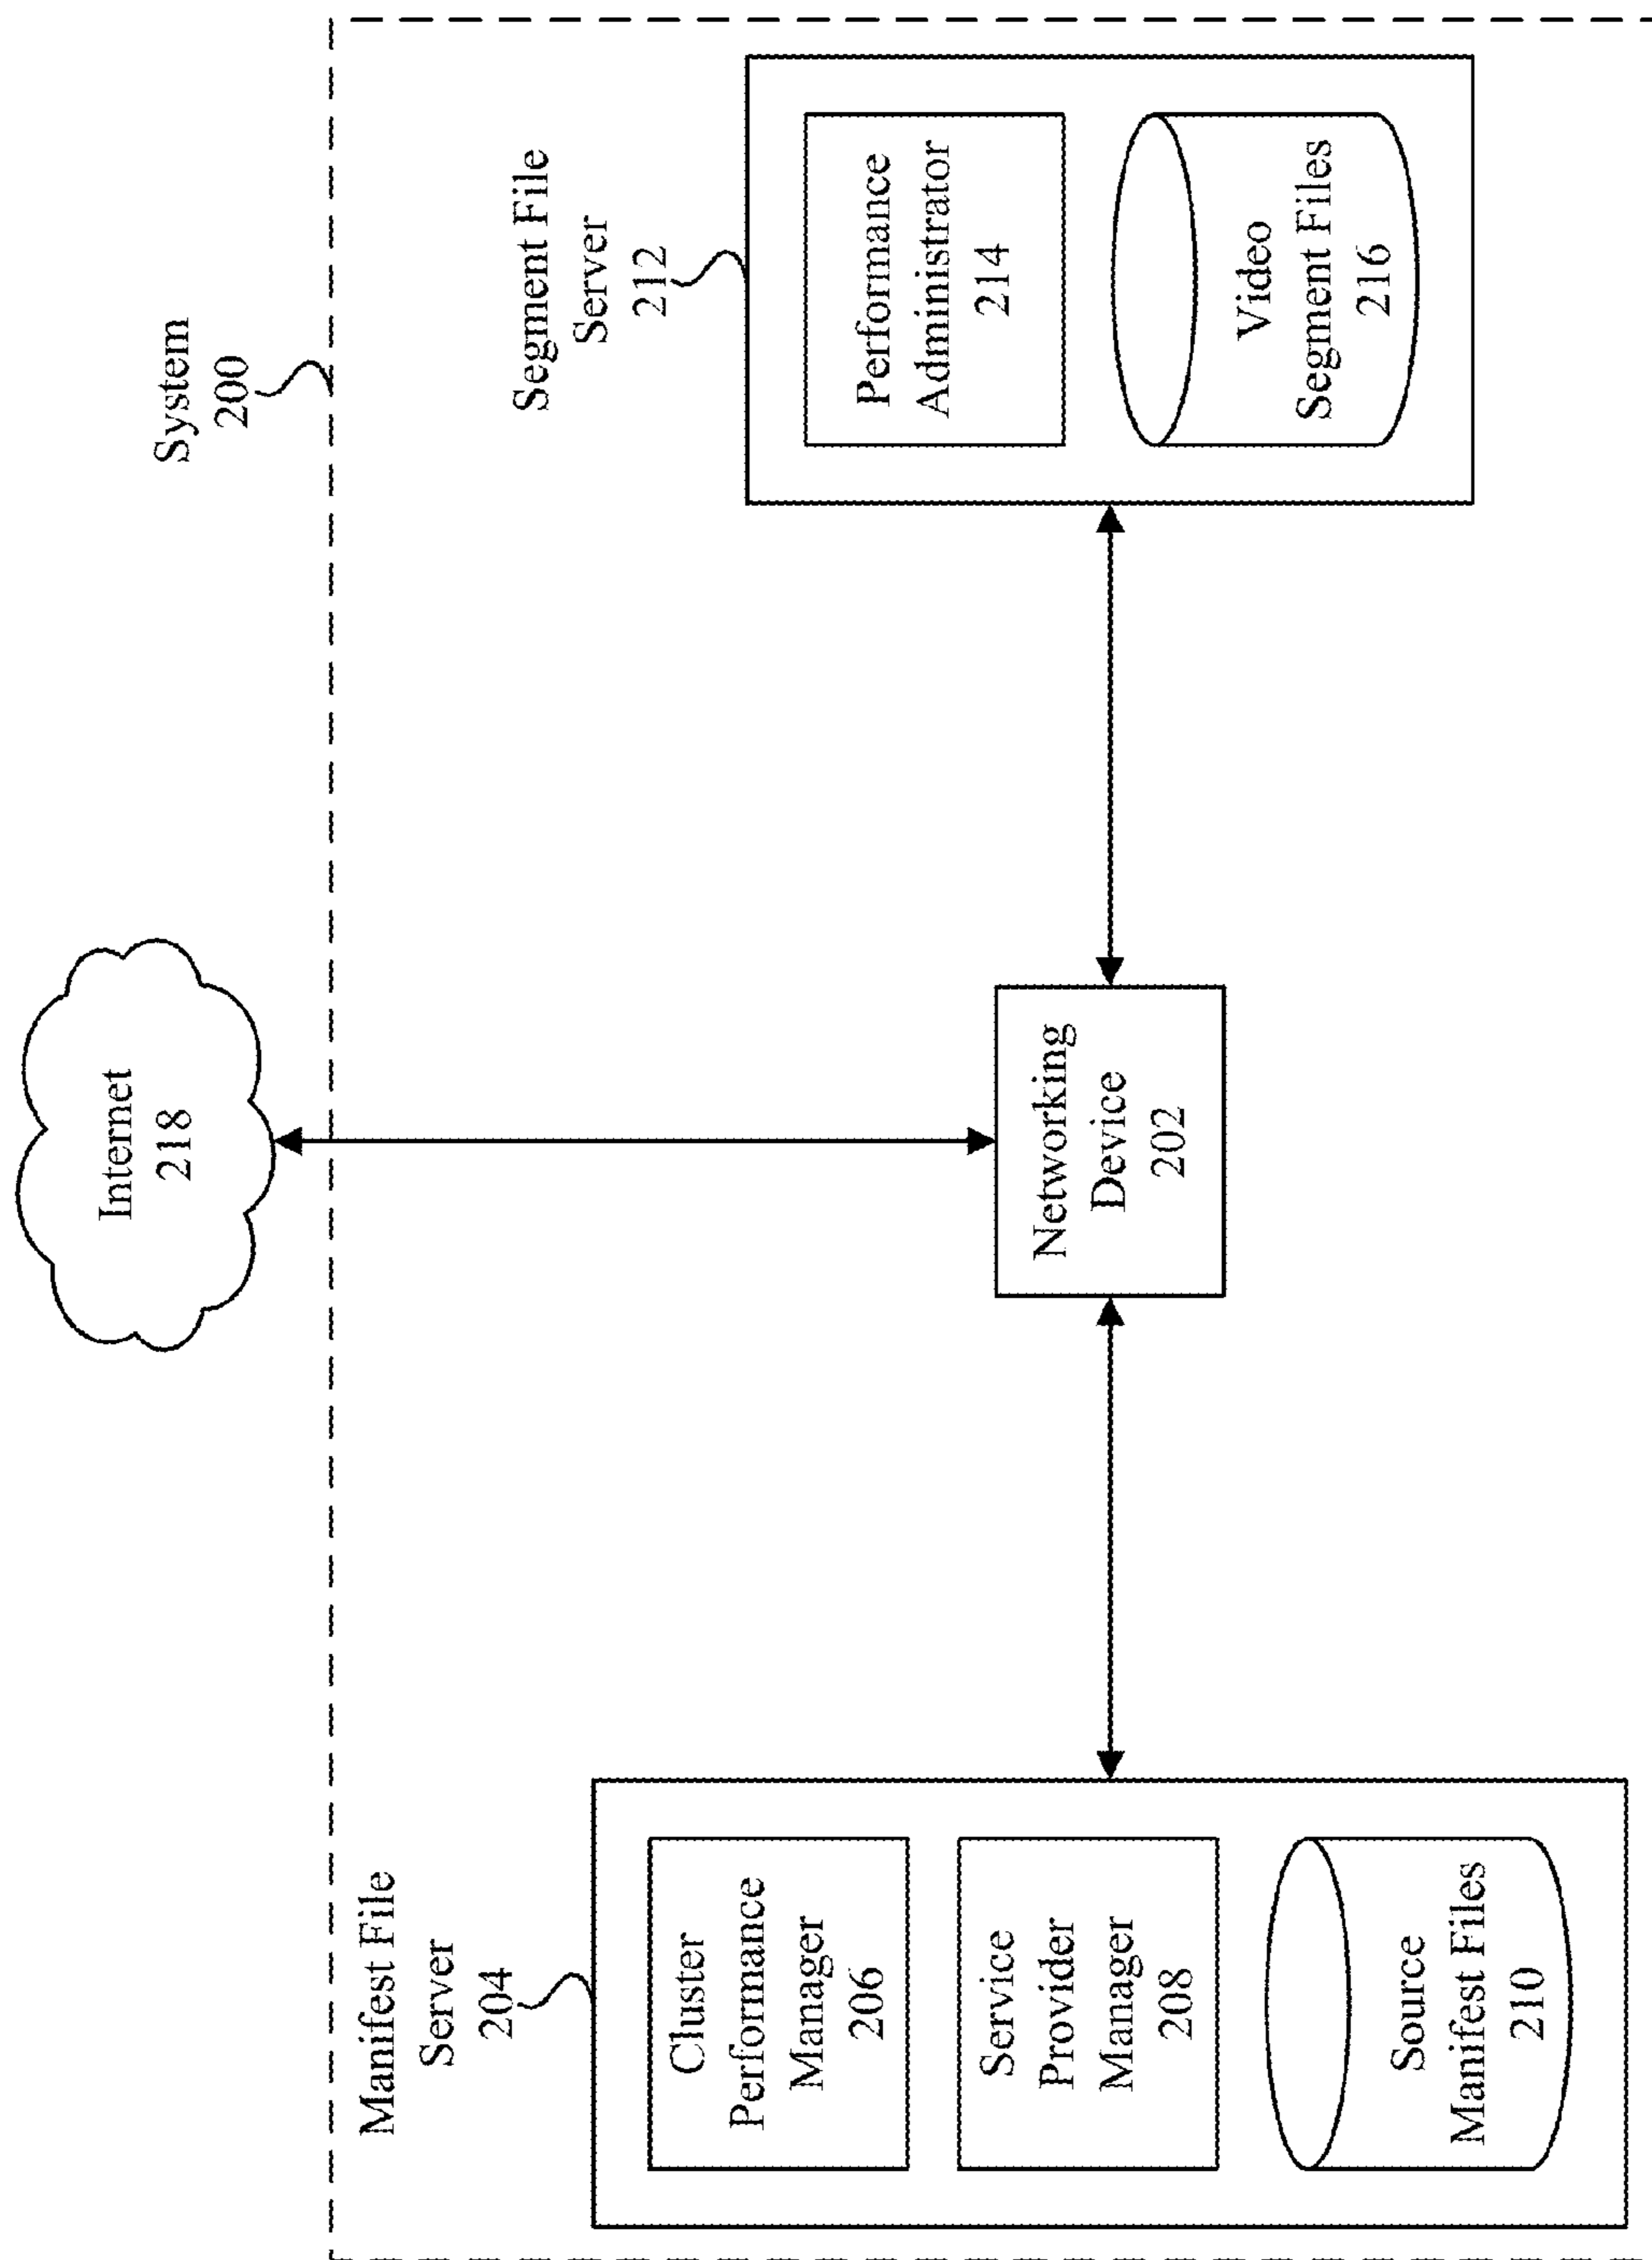 Internet
218
System
200
Manifest File
Server
204
Cluster
Performance
Manager
206
Service
Provider
Manager
208
Source
Manifest Files
210
Networking
Device
202
Segment File
Server
212
Performance
Administrator
214
Video
Segment Files
216